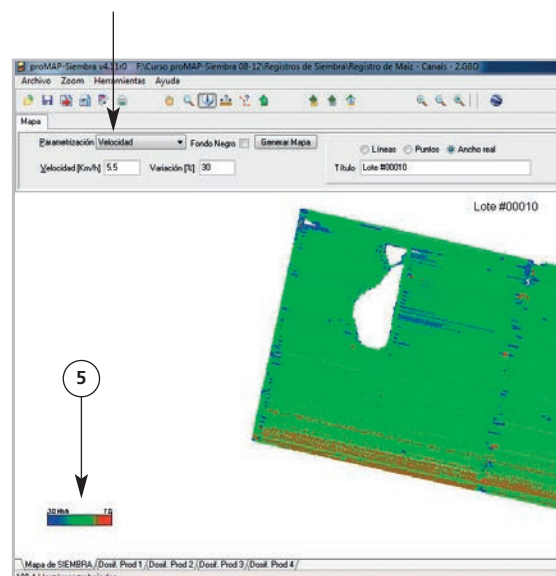 proMAP-Siembra v4.11r0 F:\Curso proMAP-Siembra 08-12\Registros de Siembra\Registro de Maiz - Canals - 2.GBD
Archivo Zoom Herramientas Ayuda
Mapa
Parametrización Velocidad Fondo Negro Generar Mapa
Líneas Puntos Ancho real
Velocidad [Km/h] 5.5 Variación [%] 30
Título Lote #00010
Lote #00010
5
Mapa de SIEMBRA Dosif. Prod 1 Dosif. Prod 2 Dosif. Prod 3 Dosif. Prod 4